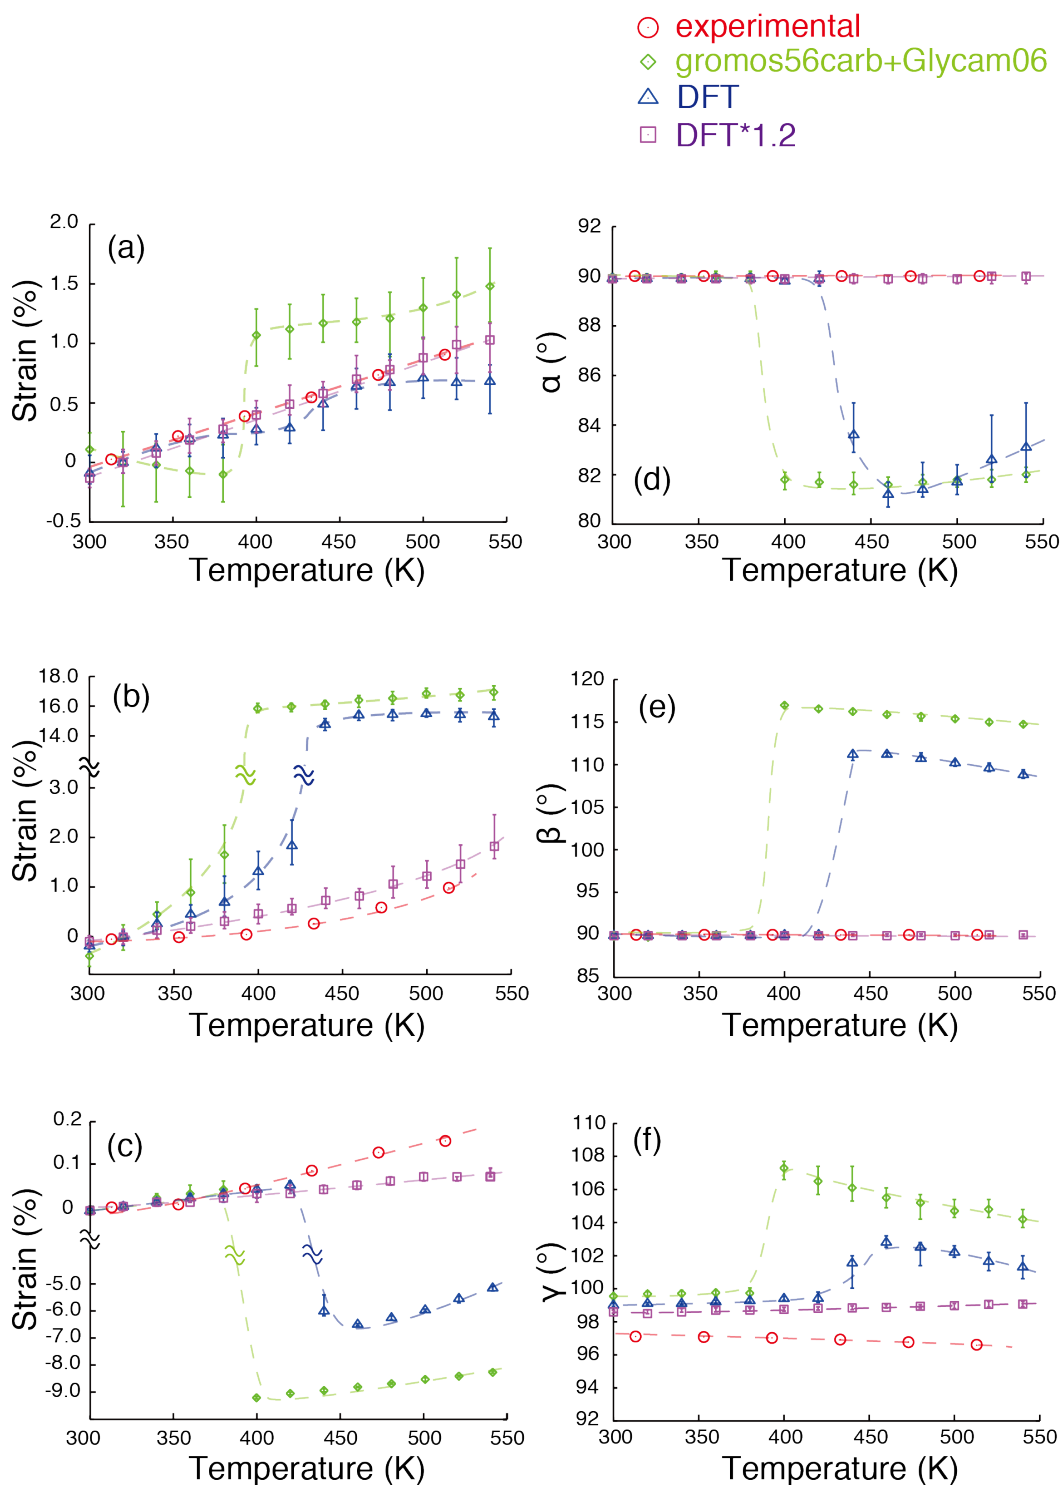 experimental
gromos56carb+Glycam06
DFT
DFT*1.2
(a)
Strain (%)
2.0
1.5
1.0
0.5
0
-0.5
300 350 400 450 500 550
Temperature (K)
(d)
α (°)
92
90
88
86
84
82
80
300 350 400 450 500 550
Temperature (K)
(b)
Strain (%)
18.0
16.0
14.0
3.0
2.0
1.0
0
300 350 400 450 500 550
Temperature (K)
(e)
β (°)
120
115
110
105
100
95
90
85
300 350 400 450 500 550
Temperature (K)
(c)
Strain (%)
0.2
0.1
0
-5.0
-6.0
-7.0
-8.0
-9.0
300 350 400 450 500 550
Temperature (K)
(f)
γ (°)
110
108
106
104
102
100
98
96
94
92
300 350 400 450 500 550
Temperature (K)